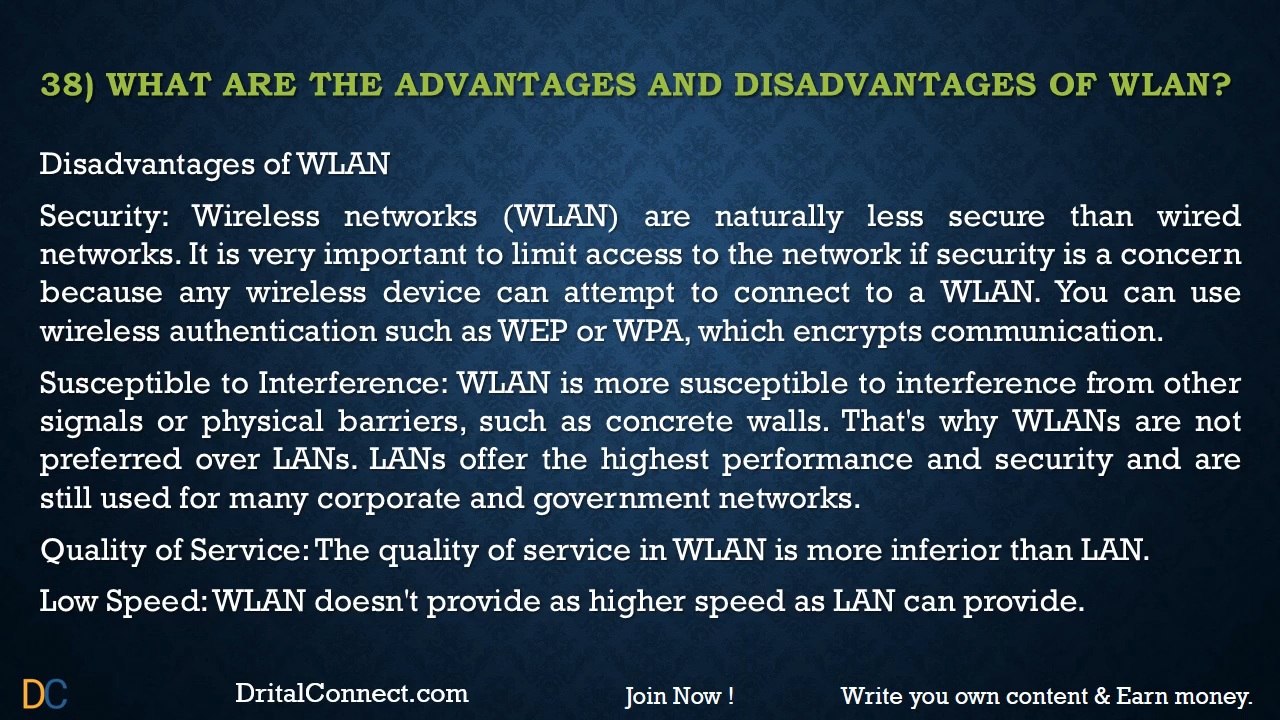 38) WHAT ARE THE ADVANTAGES AND DISADVANTAGES OF WLAN?
Disadvantages of WLAN
Security: Wireless networks (WLAN) are naturally less secure than wired
networks. It is very important to limit access to the network if security is a concern
because any wireless device can attempt to connect to a WLAN. You can use
wireless authentication such as WEP or WPA, which encrypts communication.
Susceptible to Interference: WLAN is more susceptible to interference from other
signals or physical barriers, such as concrete walls. That's why WLANs are not
preferred over LANs. LANs offer the highest performance and security and are
still used for many corporate and government networks.
Quality of Service: The quality of service in WLAN is more inferior than LAN.
Low Speed: WLAN doesn't provide as higher speed as LAN can provide.
DC
DritalConnect.com
Join Now !
Write you own content & Earn money.